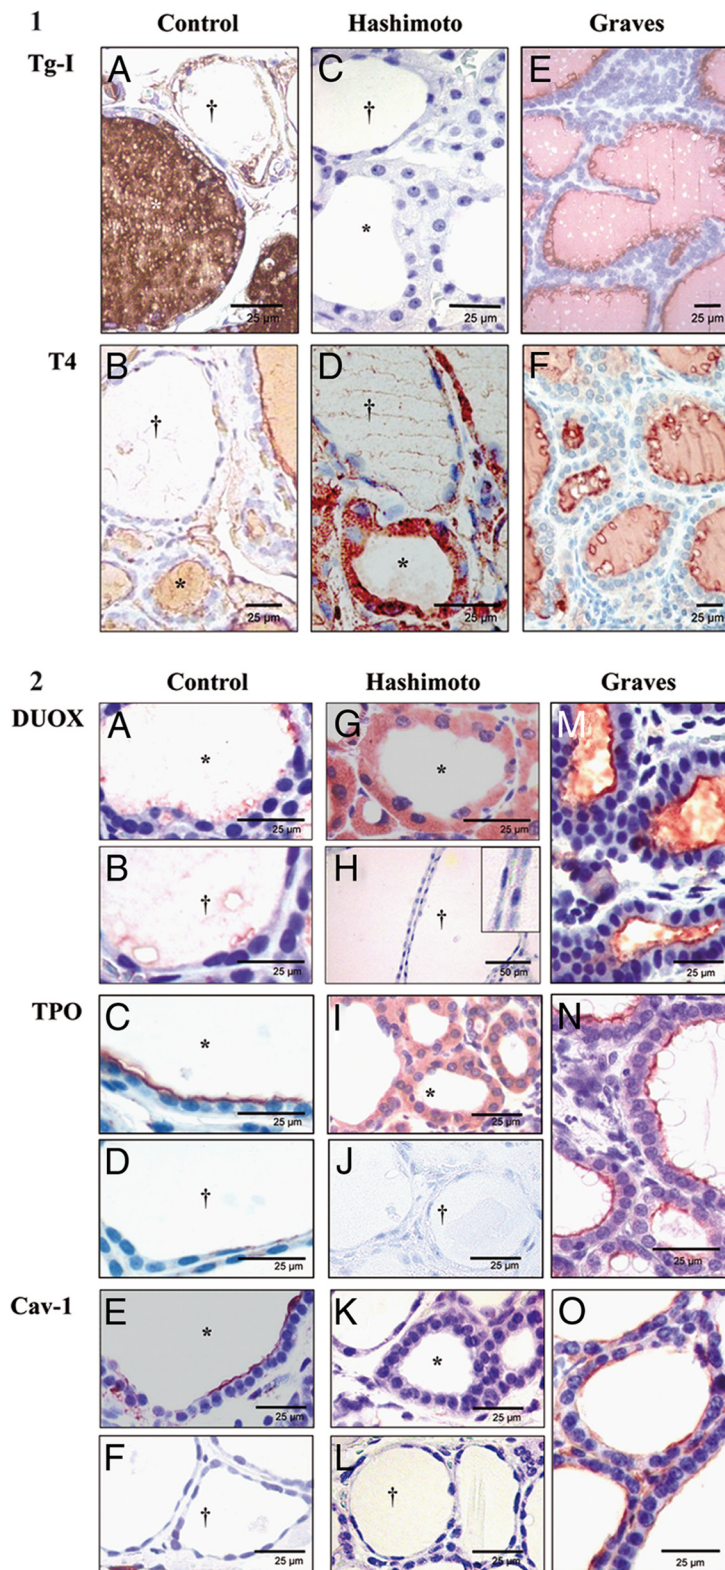 1 Control Hashimoto Graves
Tg-I
A † * 25 µm
C † * 25 µm
E 25 µm
T4
B † * 25 µm
D † * 25 µm
F 25 µm
2 Control Hashimoto Graves
DUOX
A * 25 µm
G * 25 µm
M 25 µm
B † 25 µm
H † 50 µm
TPO
C * 25 µm
I * 25 µm
N 25 µm
D † 25 µm
J † 25 µm
Cav-1
E * 25 µm
K * 25 µm
O 25 µm
F † 25 µm
L † 25 µm